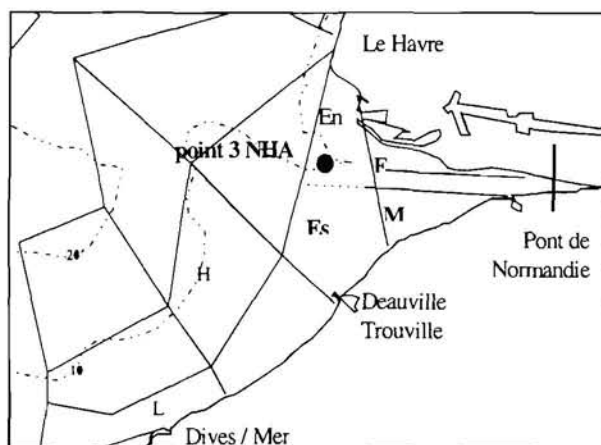 Le Havre
En
point 3 NHA
F
Es
M
Pont de
Normandie
20
H
Deauville
Trouville
10
L
Dives / Mer